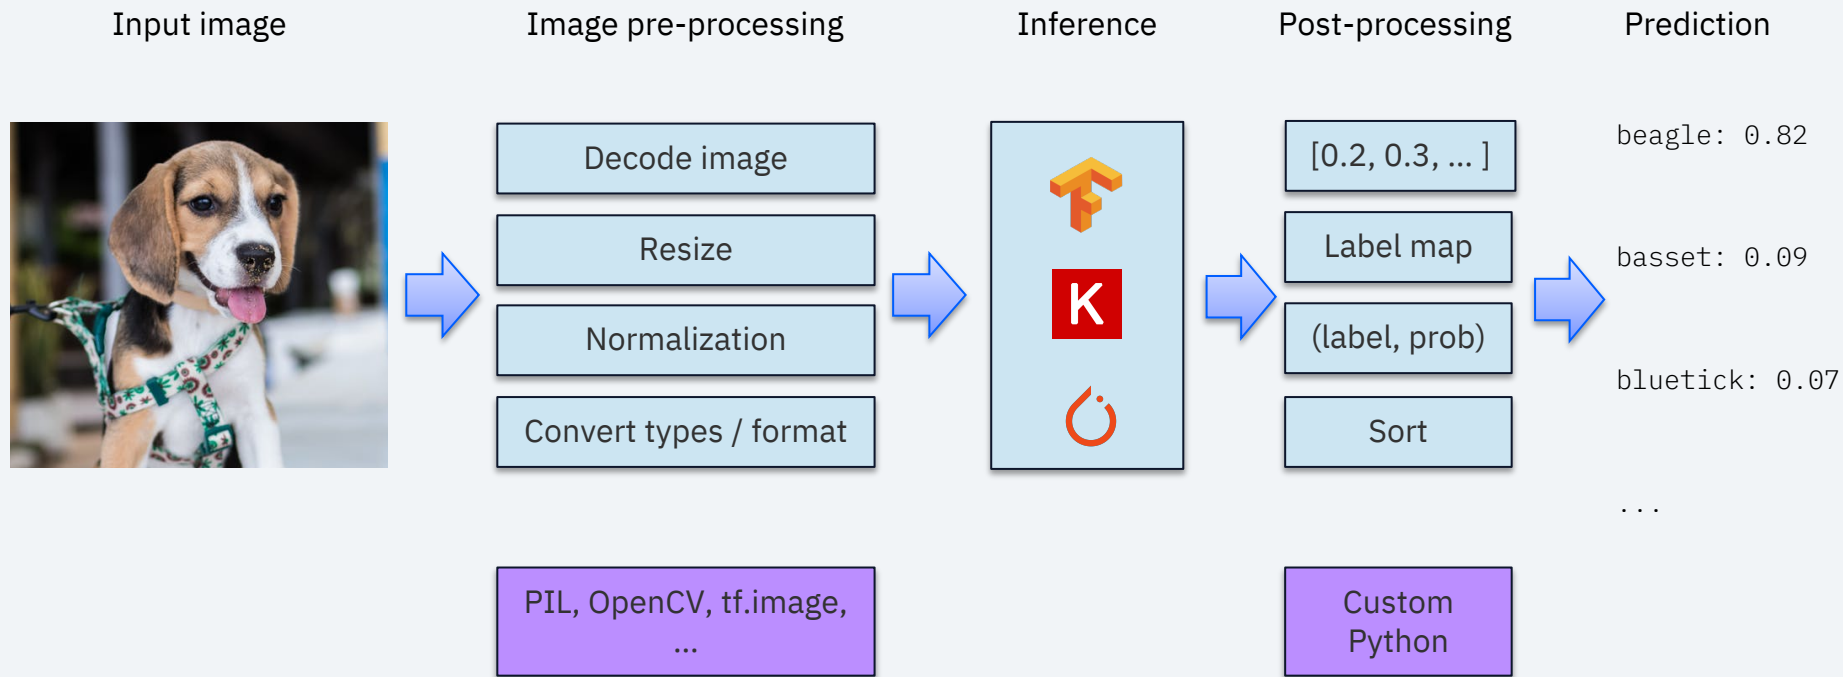 Input image
Image pre-processing
Inference
Post-processing
Prediction
Decode image
Resize
Normalization
Convert types / format
PIL, OpenCV, tf.image,
...
K
[0.2, 0.3, ... ]
Label map
(label, prob)
Sort
Custom
Python
beagle: 0.82
basset: 0.09
bluetick: 0.07
...